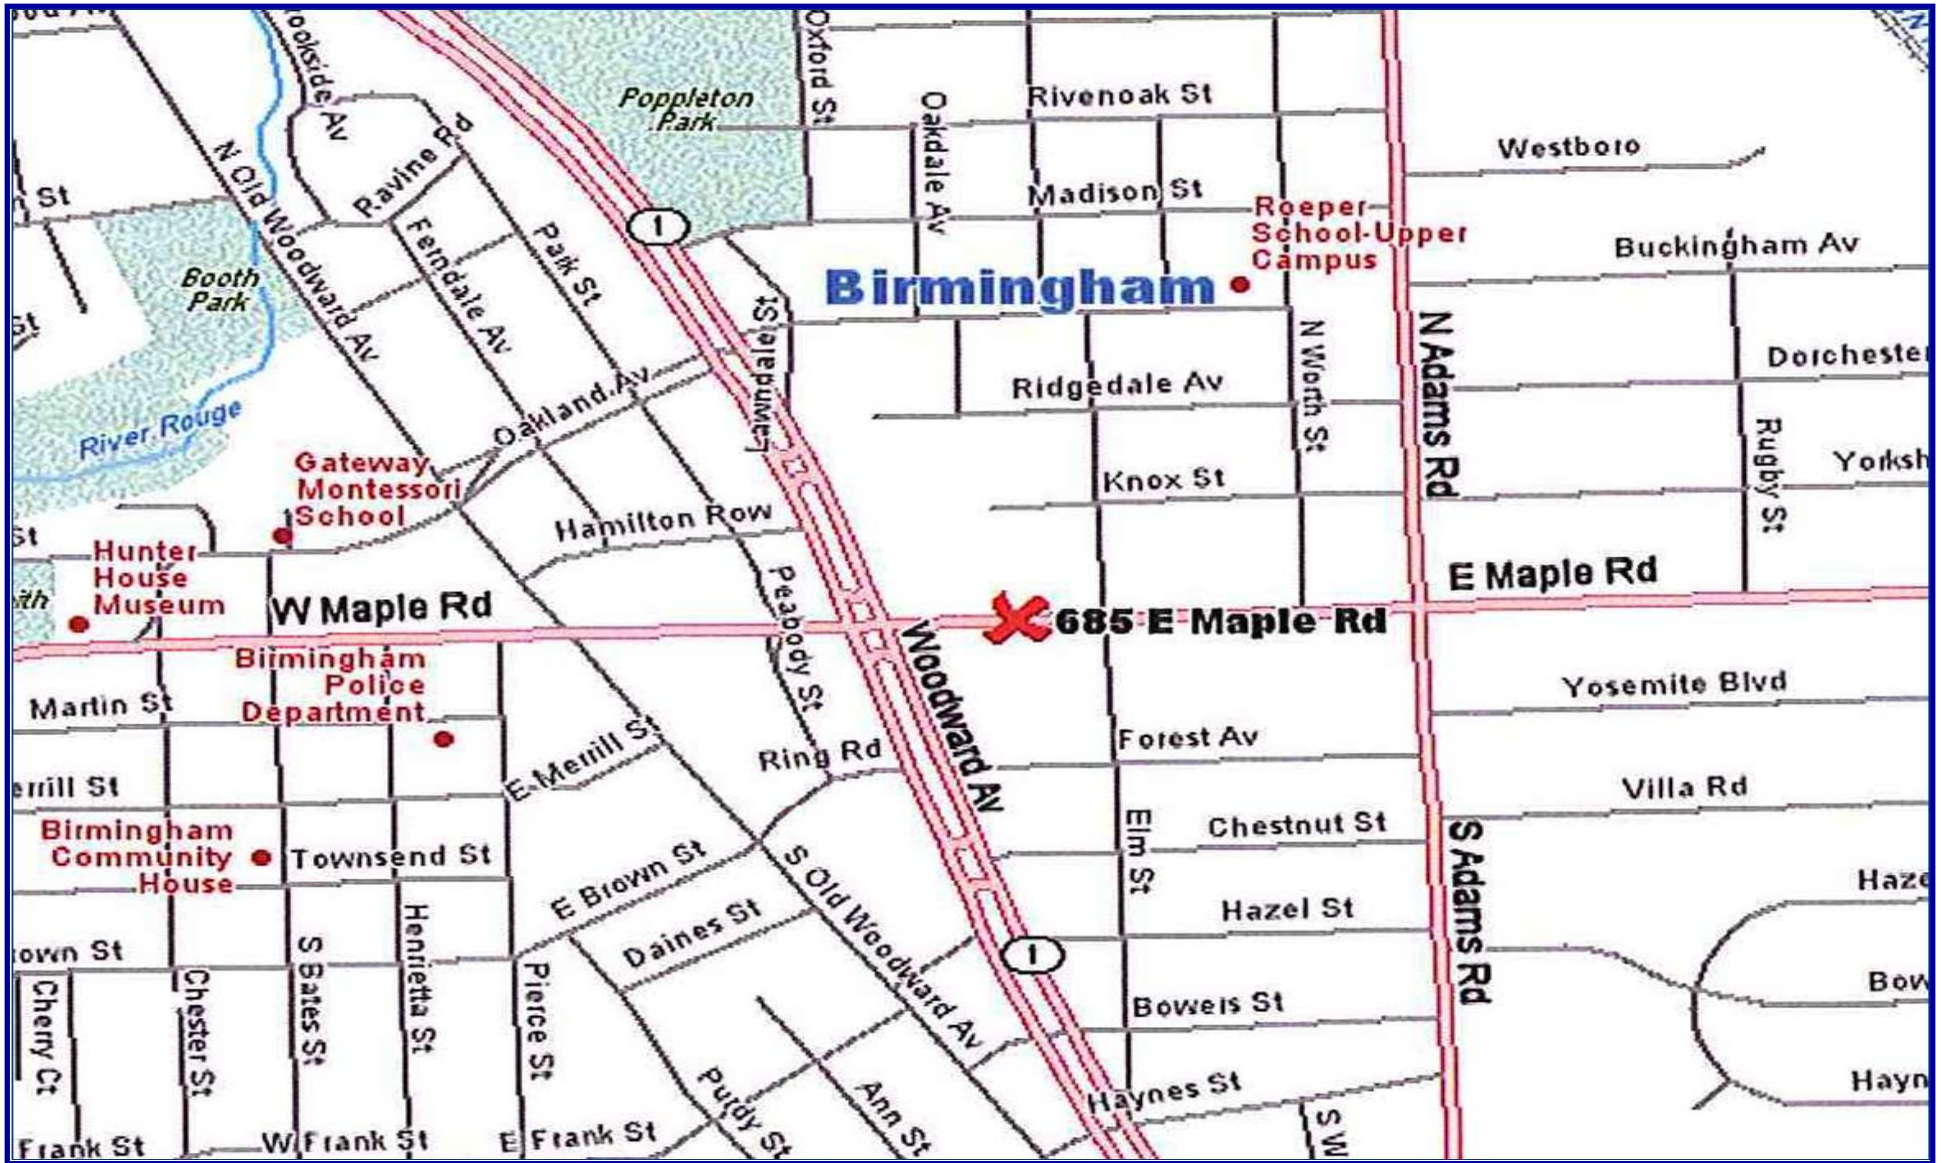 Oxford St
Poppleton
Park
Rivenoak St
Oakdale Av
Westboro
N Old Woodward Av
Ravine Rd
Madison St
Roeper
School-Upper
Campus
St
Park St
Ferndale Av
Buckingham Av
1
Booth
Park
Birmingham
St
N Worth St
N Adams Rd
Dorchester
Ridgedale Av
Oakland Av
River Rouge
Rugby St
Gateway
Montessori
School
Knox St
Hamilton Row
St
Hunter
House
Museum
Peabody St
E Maple Rd
W Maple Rd
685 E Maple Rd
Woodward Av
Birmingham
Police
Department
Martin St
Yosemite Blvd
E Merrill S
Ring Rd
Forest Av
Villa Rd
Birmingham
Community
House
Townsend St
Elm St
Chestnut St
S Adams Rd
E Brown St
S Old Woodward Av
Henrietta St
Daines St
Hazel St
1
S Bates St
Cherry Ct
Chester St
Pierce St
Bowers St
Purdy St
Ann St
Haynes St
Frank St
W Frank St
E Frank St
S W